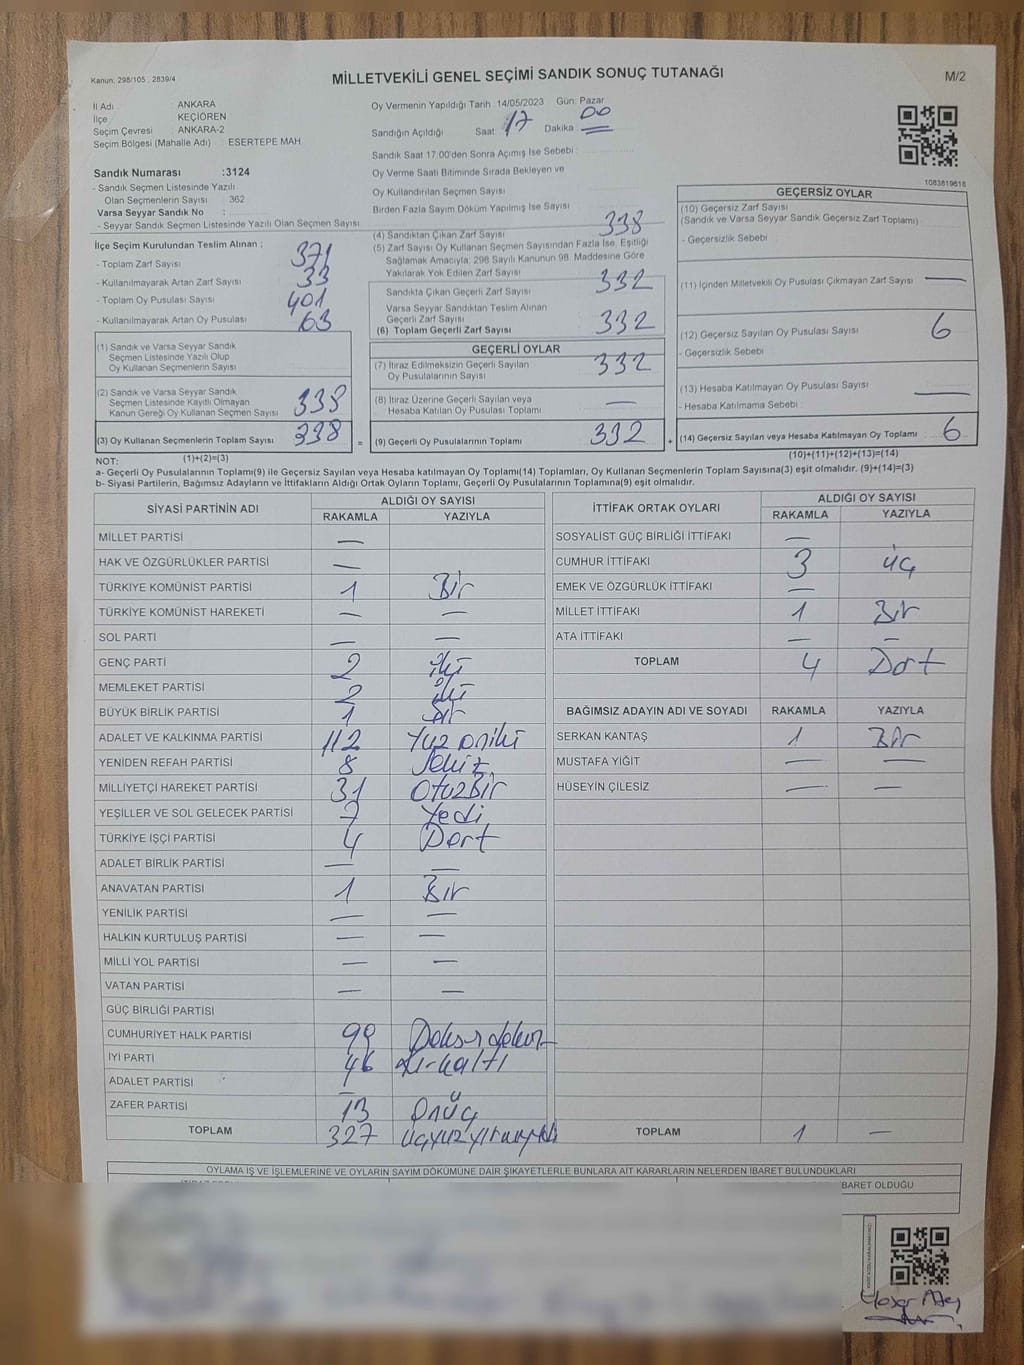 Kanun: 298/105 , 2839/4
MİLLETVEKİLİ GENEL SEÇİMİ SANDIK SONUÇ TUTANAĞI
M/2
İl Adı ANKARA
İlçe KEÇİÖREN
Seçim Çevresi ANKARA-2
Seçim Bölgesi (Mahalle Adı) : ESERTEPE MAH
Sandık Numarası :3124
- Sandık Seçmen Listesinde Yazılı
Olan Seçmenlerin Sayısı 362
Varsa Seyyar Sandık No :
- Seyyar Sandık Seçmen Listesinde Yazılı Olan Seçmen Sayısı
İlçe Seçim Kurulundan Teslim Alınan ;
- Toplam Zarf Sayısı 371
- Kullanılmayarak Artan Zarf Sayısı 33
- Toplam Oy Pusulası Sayısı 401
- Kullanılmayarak Artan Oy Pusulası 63
(1) Sandık ve Varsa Seyyar Sandık
Seçmen Listesinde Yazılı Olup
Oy Kullanan Seçmenlerin Sayısı
(2) Sandık ve Varsa Seyyar Sandık
Seçmen Listesinde Kayıtlı Olmayan
Kanun Gereği Oy Kullanan Seçmen Sayısı 338
(3) Oy Kullanan Seçmenlerin Toplam Sayısı 338 =
Oy Vermenin Yapıldığı Tarih :14/05/2023 Gün: Pazar
Sandığın Açıldığı Saat 17 Dakika 00
Sandık Saat 17:00'den Sonra Açılmış İse Sebebi :
Oy Verme Saati Bitiminde Sırada Bekleyen ve
Oy Kullandırılan Seçmen Sayısı
Birden Fazla Sayım Döküm Yapılmış İse Sayısı
(4) Sandıktan Çıkan Zarf Sayısı 338
(5) Zarf Sayısı Oy Kullanan Seçmen Sayısından Fazla İse, Eşitliği
Sağlamak Amacıyla, 298 Sayılı Kanunun 98. Maddesine Göre
Yakılarak Yok Edilen Zarf Sayısı
Sandıkta Çıkan Geçerli Zarf Sayısı 332
Varsa Seyyar Sandıktan Teslim Alınan
Geçerli Zarf Sayısı
(6) Toplam Geçerli Zarf Sayısı 332
GEÇERLİ OYLAR
(7) İtiraz Edilmeksizin Geçerli Sayılan
Oy Pusulalarının Sayısı 332
(8) İtiraz Üzerine Geçerli Sayılan veya
Hesaba Katılan Oy Pusulası Toplamı —
(9) Geçerli Oy Pusulalarının Toplamı 332 +
1083819618
GEÇERSİZ OYLAR
(10) Geçersiz Zarf Sayısı
(Sandık ve Varsa Seyyar Sandık Geçersiz Zarf Toplamı)
- Geçersizlik Sebebi
(11) İçinden Milletvekili Oy Pusulası Çıkmayan Zarf Sayısı —
(12) Geçersiz Sayılan Oy Pusulası Sayısı 6
- Geçersizlik Sebebi
(13) Hesaba Katılmayan Oy Pusulası Sayısı —
- Hesaba Katılmama Sebebi :
(14) Geçersiz Sayılan veya Hesaba Katılmayan Oy Toplamı 6
NOT: (1)+(2)=(3) (10)+(11)+(12)+(13)=(14)
a- Geçerli Oy Pusulalarının Toplamı(9) ile Geçersiz Sayılan veya Hesaba katılmayan Oy Toplamı(14) Toplamları, Oy Kullanan Seçmenlerin Toplam Sayısına(3) eşit olmalıdır. (9)+(14)=(3)
b- Siyasi Partilerin, Bağımsız Adayların ve İttifakların Aldığı Ortak Oyların Toplamı, Geçerli Oy Pusulalarının Toplamına(9) eşit olmalıdır.
SİYASİ PARTİNİN ADI ALDIĞI OY SAYISI
RAKAMLA YAZIYLA
MİLLET PARTİSİ —
HAK VE ÖZGÜRLÜKLER PARTİSİ —
TÜRKİYE KOMÜNİST PARTİSİ 1 Bir
TÜRKİYE KOMÜNİST HAREKETİ — —
SOL PARTİ — —
GENÇ PARTİ 2 iki
MEMLEKET PARTİSİ 2 iki
BÜYÜK BİRLİK PARTİSİ 1 Bir
ADALET VE KALKINMA PARTİSİ 112 Yüz oniki
YENİDEN REFAH PARTİSİ 8 Sekiz
MİLLİYETÇİ HAREKET PARTİSİ 31 OtuzBir
YEŞİLLER VE SOL GELECEK PARTİSİ 7 Yedi
TÜRKİYE İŞÇİ PARTİSİ 4 Dört
ADALET BİRLİK PARTİSİ — —
ANAVATAN PARTİSİ 1 Bir
YENİLİK PARTİSİ — —
HALKIN KURTULUŞ PARTİSİ — —
MİLLİ YOL PARTİSİ — —
VATAN PARTİSİ — —
GÜÇ BİRLİĞİ PARTİSİ
CUMHURİYET HALK PARTİSİ 99 Doksandokuz
İYİ PARTİ 46 Kırkaltı
ADALET PARTİSİ —
ZAFER PARTİSİ 13 Onüç
TOPLAM 327 üçyüzyirmiyedi
İTTİFAK ORTAK OYLARI ALDIĞI OY SAYISI
RAKAMLA YAZIYLA
SOSYALİST GÜÇ BİRLİĞİ İTTİFAKI —
CUMHUR İTTİFAKI 3 üç
EMEK VE ÖZGÜRLÜK İTTİFAKI —
MİLLET İTTİFAKI 1 Bir
ATA İTTİFAKI — —
TOPLAM 4 Dört
BAĞIMSIZ ADAYIN ADI VE SOYADI RAKAMLA YAZIYLA
SERKAN KANTAŞ 1 Bir
MUSTAFA YİĞİT — —
HÜSEYİN ÇİLESİZ — —
TOPLAM 1 —
OYLAMA İŞ VE İŞLEMLERİNE VE OYLARIN SAYIM DÖKÜMÜNE DAİR ŞİKAYETLERLE BUNLARA AİT KARARLARIN NELERDEN İBARET BULUNDUKLARI
İBARET OLDUĞU